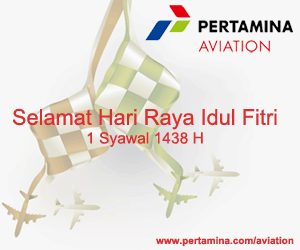 PERTAMINA
AVIATION
Selamat Hari Raya Idul Fitri
1 Syawal 1438 H
www.pertamina.com/aviation